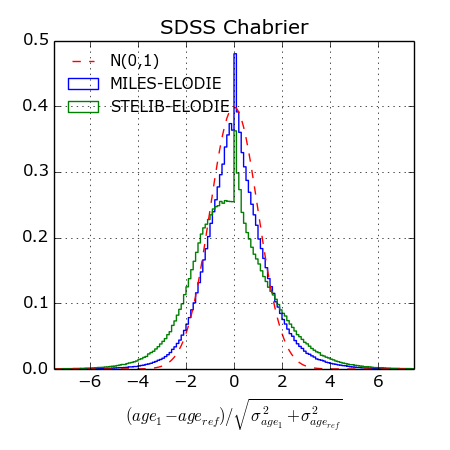 SDSS Chabrier
0.5
0.4
0.3
0.2
0.1
0.0
N(0,1)
MILES-ELODIE
STELIB-ELODIE
−6 −4 −2 0 2 4 6
(age₁−age_ref)/√σ²_age₁+σ²_age_ref